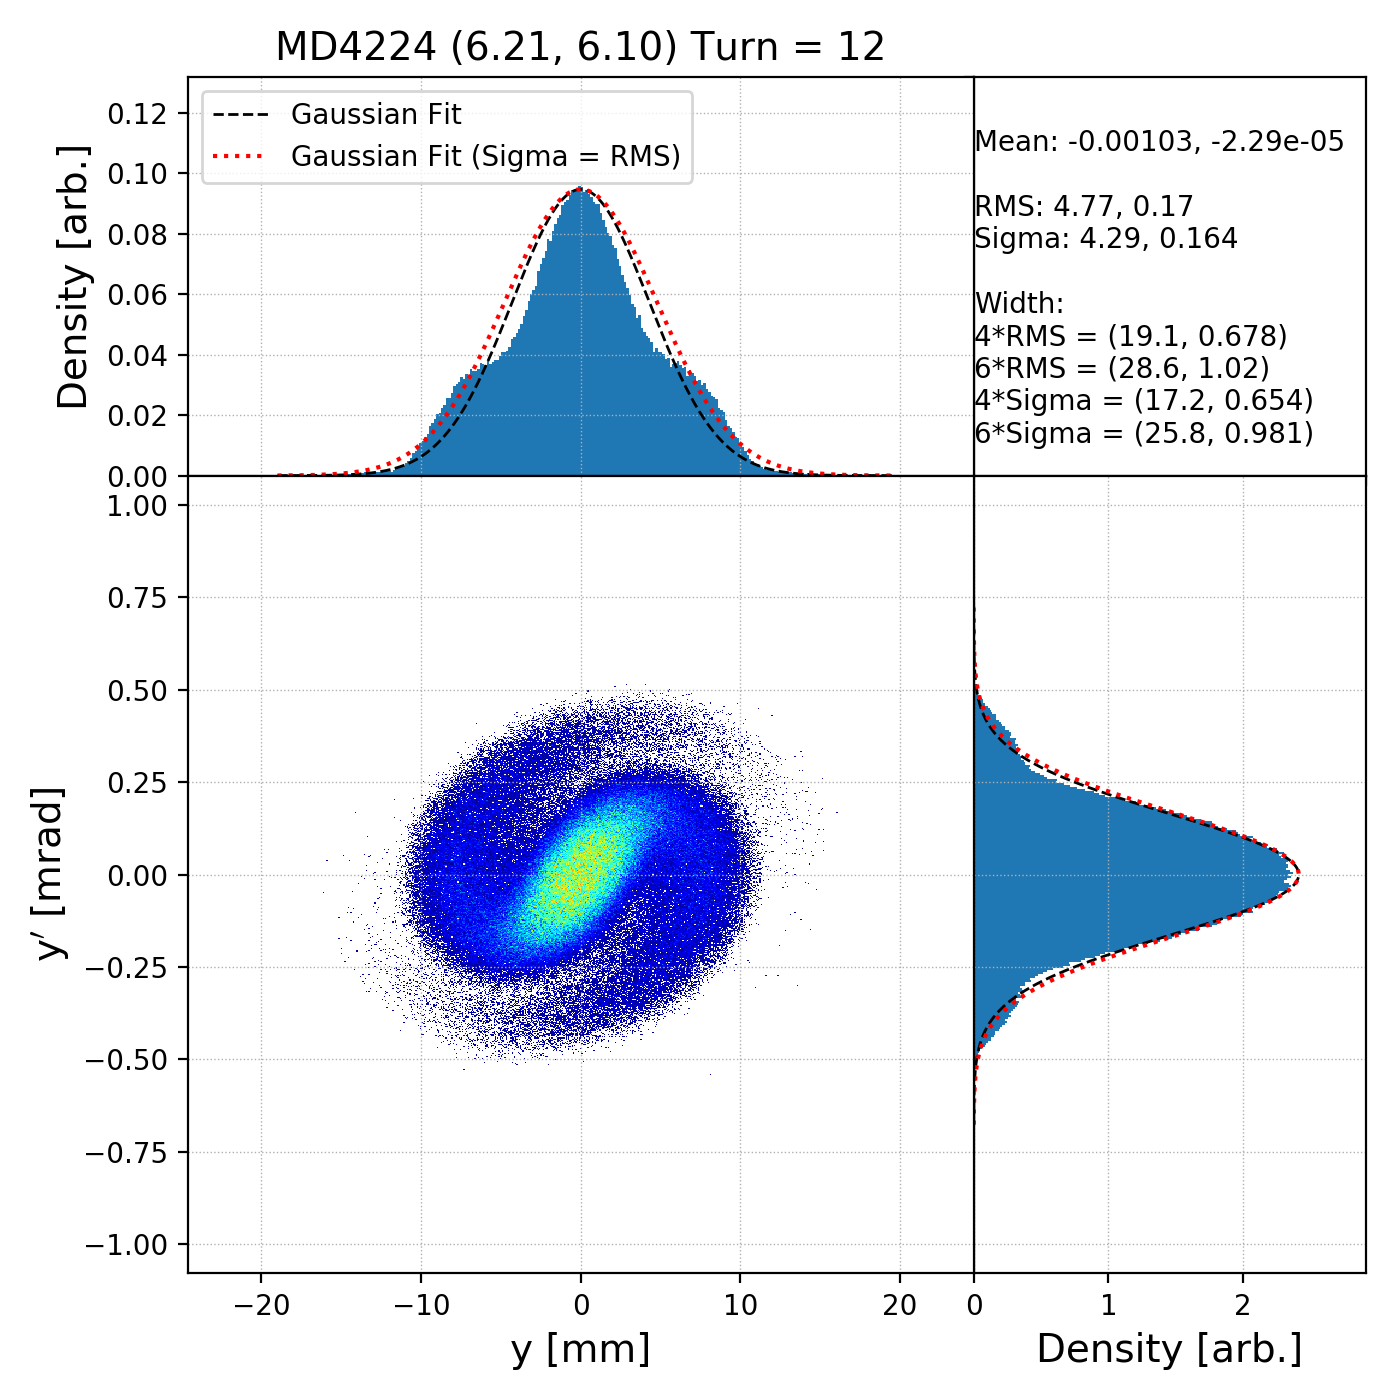 MD4224 (6.21, 6.10) Turn = 12
Gaussian Fit
Gaussian Fit (Sigma = RMS)
0.12
0.10
0.08
0.06
0.04
0.02
0.00
Density [arb.]
Mean: -0.00103, -2.29e-05
RMS: 4.77, 0.17
Sigma: 4.29, 0.164
Width:
4*RMS = (19.1, 0.678)
6*RMS = (28.6, 1.02)
4*Sigma = (17.2, 0.654)
6*Sigma = (25.8, 0.981)
1.00
0.75
0.50
0.25
0.00
−0.25
−0.50
−0.75
−1.00
y′ [mrad]
−20 −10 0 10 20
y [mm]
0 1 2
Density [arb.]